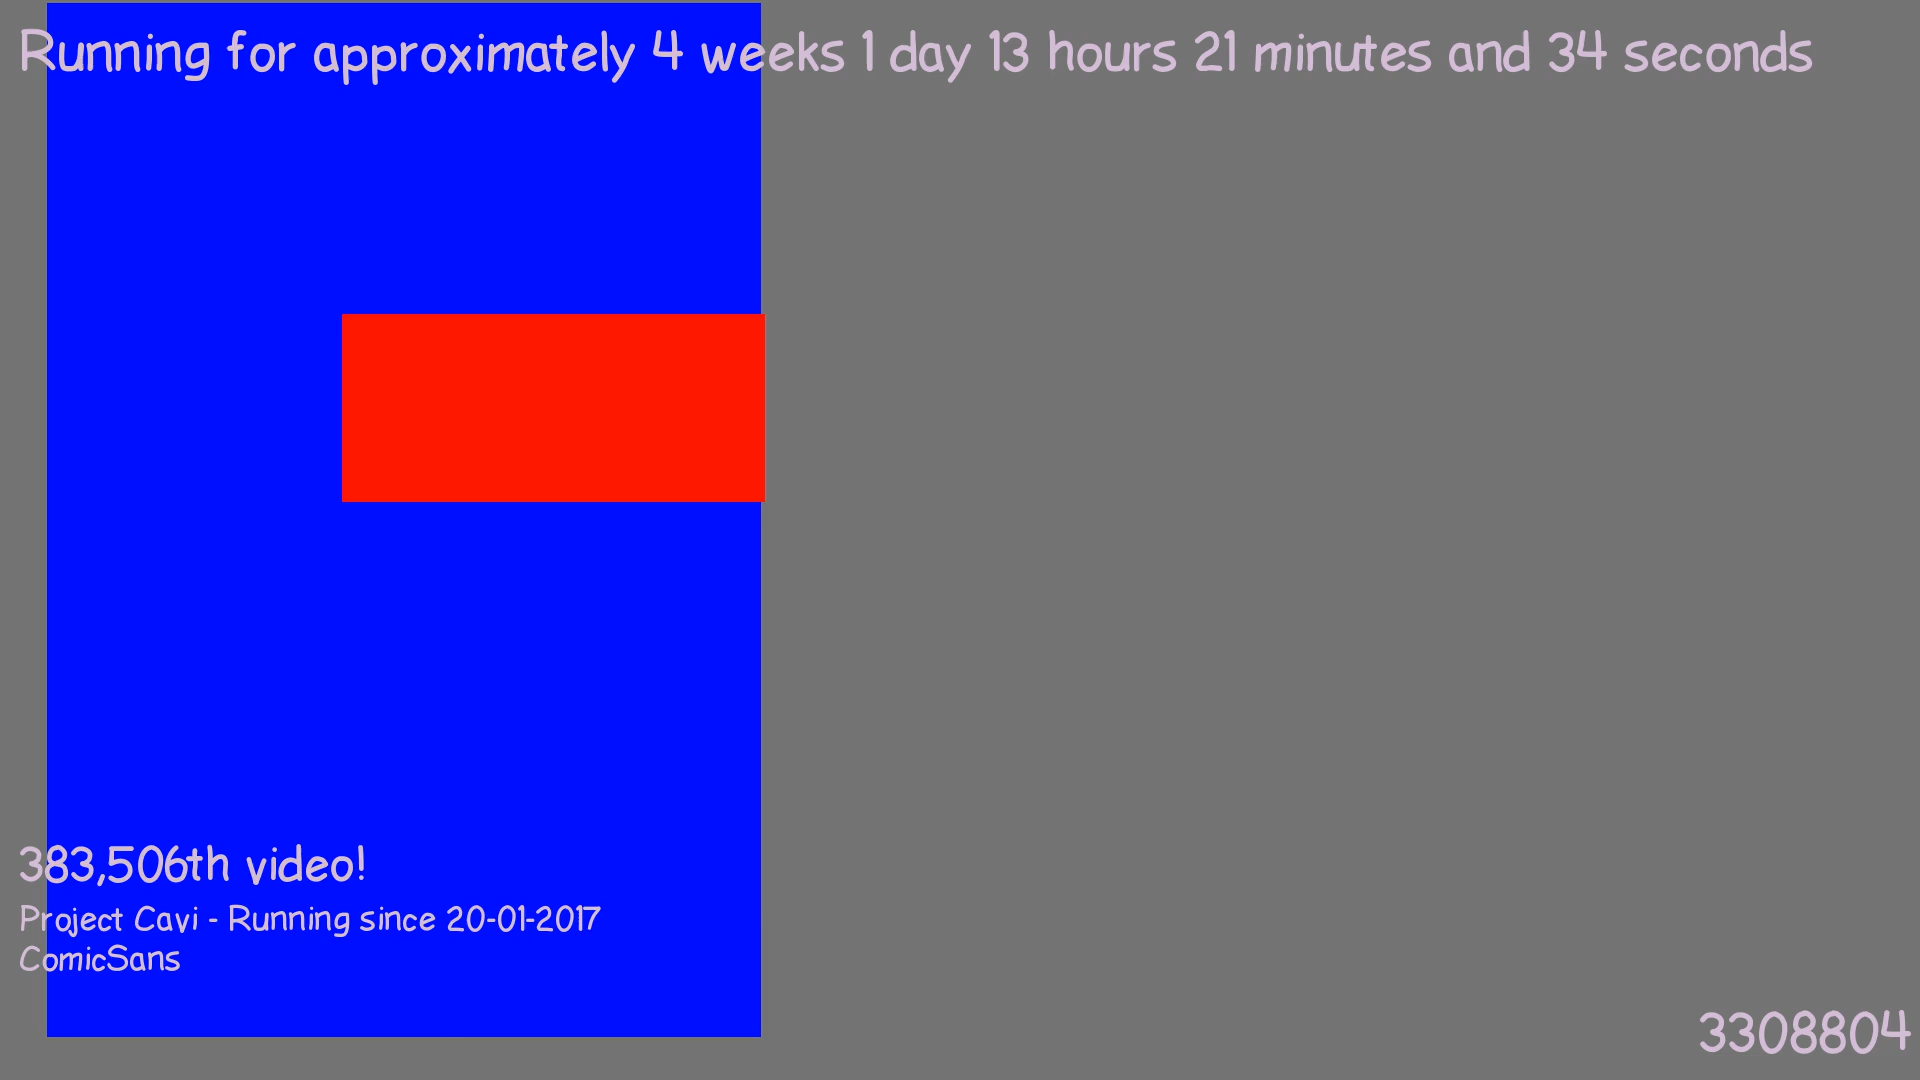 Running for approximately 4 weeks 1 day 13 hours 21 minutes and 34 seconds
383,506th video!
Project Cavi - Running since 20-01-2017
ComicSans
3308804